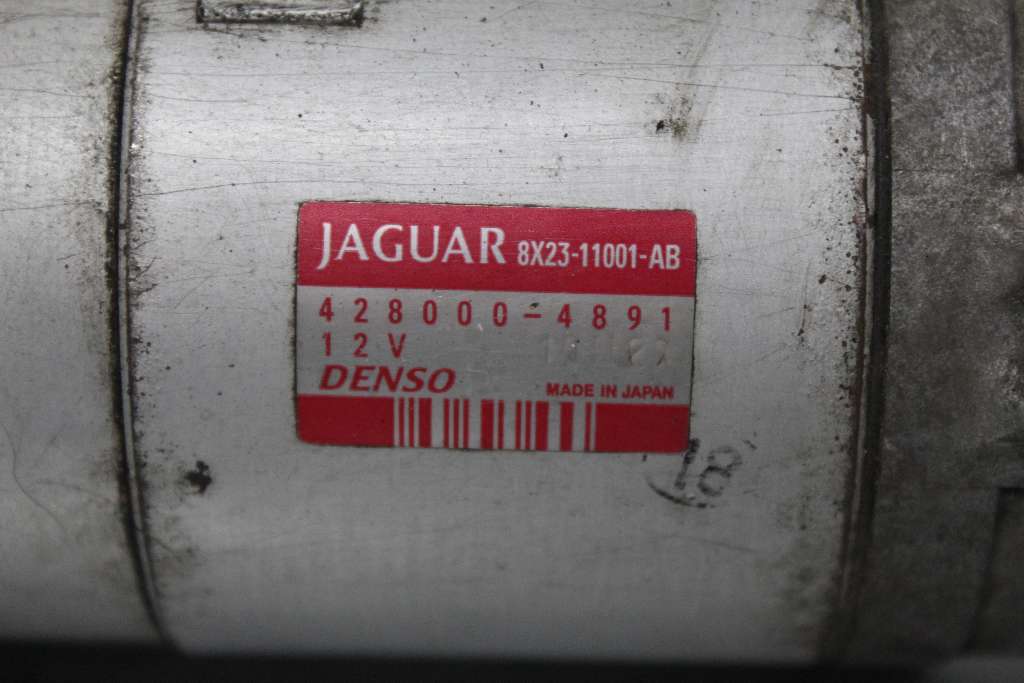 JAGUAR 8X23-11001-AB
428000-4891
12V
DENSO MADE IN JAPAN
18